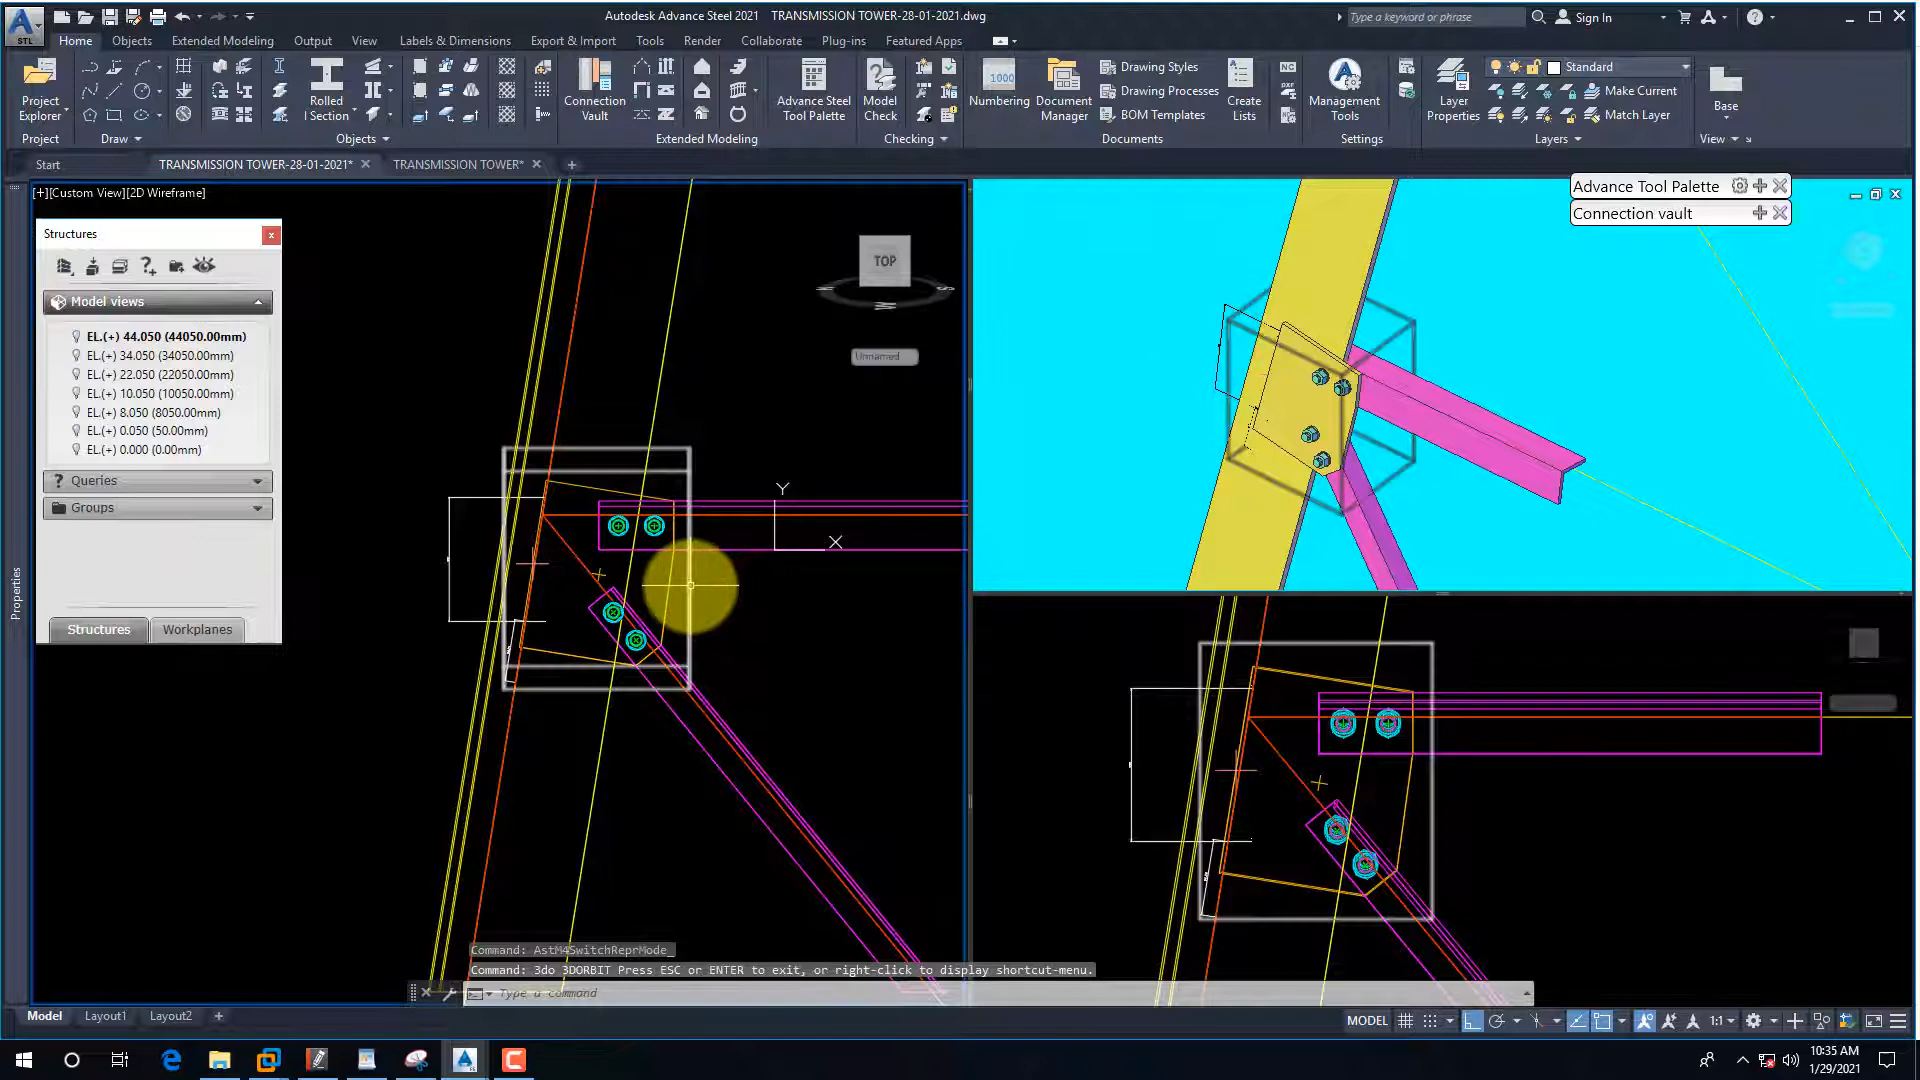 Autodesk Advance Steel 2021 TRANSMISSION TOWER-28-01-2021.dwg
Type a keyword or phrase
Sign In
STL
Home Objects Extended Modeling Output View Labels & Dimensions Export & Import Tools Render Collaborate Plug-ins Featured Apps
Project Explorer
Rolled I Section
Connection Vault
Advance Steel Tool Palette
Model Check
1000
Numbering
Document Manager
Drawing Styles
Drawing Processes
BOM Templates
Create Lists
NC
DXF
Management Tools
Layer Properties
Standard
Make Current
Match Layer
Base
Project Draw Objects Extended Modeling Checking Documents Settings Layers View
Start TRANSMISSION TOWER-28-01-2021* TRANSMISSION TOWER*
[+][Custom View][2D Wireframe]
Advance Tool Palette
Connection vault
Structures
Model views
EL.(+) 44.050 (44050.00mm)
EL.(+) 34.050 (34050.00mm)
EL.(+) 22.050 (22050.00mm)
EL.(+) 10.050 (10050.00mm)
EL.(+) 8.050 (8050.00mm)
EL.(+) 0.050 (50.00mm)
EL.(+) 0.000 (0.00mm)
Queries
Groups
Structures Workplanes
Properties
TOP
Unnamed
Y
X
Command: AstM4SwitchReprMode_
Command: 3do 3DORBIT Press ESC or ENTER to exit, or right-click to display shortcut-menu.
Type a command
Model Layout1 Layout2
MODEL
1:1
10:35 AM
1/29/2021